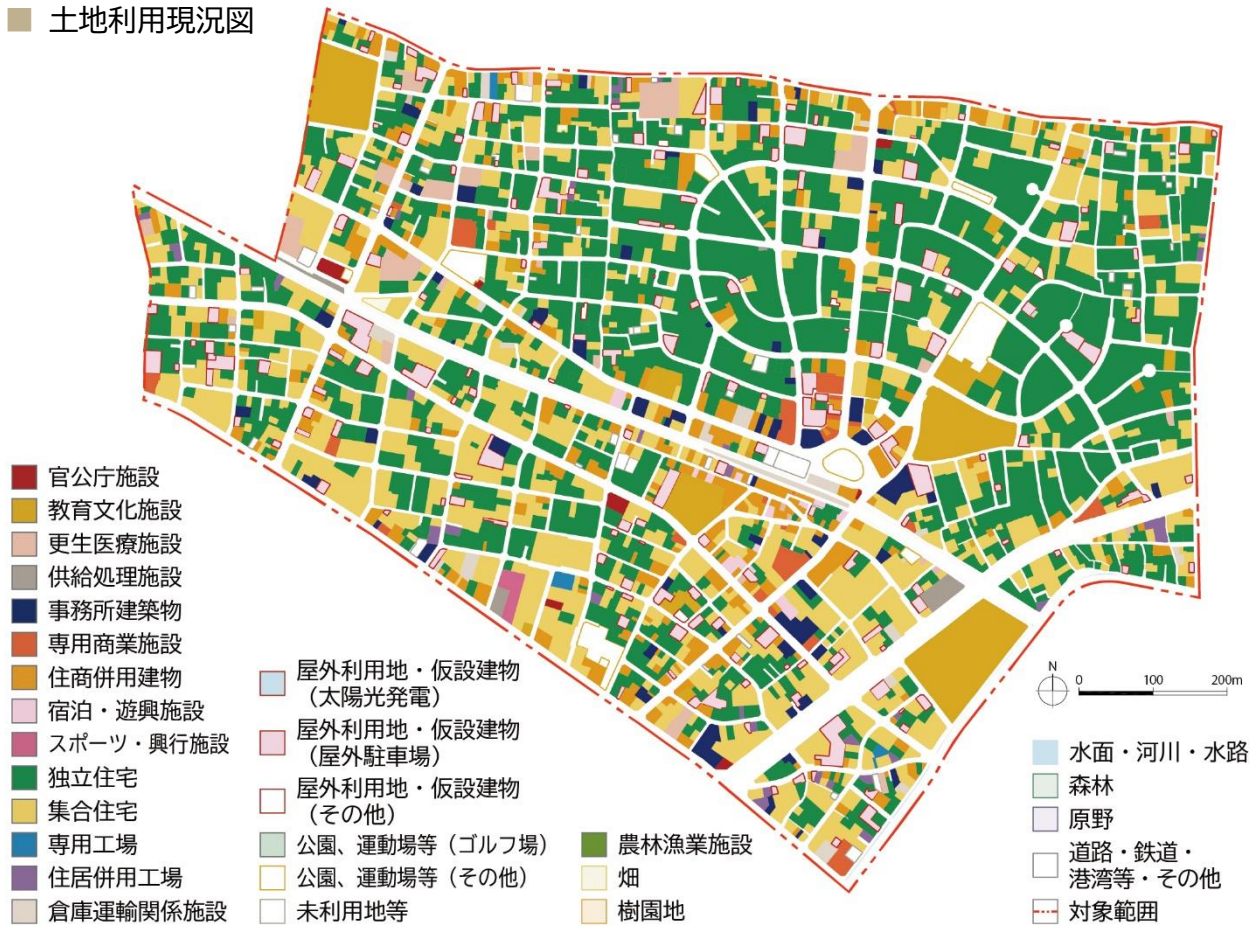 土地利用現況図
官公庁施設
教育文化施設
更生医療施設
供給処理施設
事務所建築物
専用商業施設
住商併用建物
宿泊・遊興施設
スポーツ・興行施設
独立住宅
集合住宅
専用工場
住居併用工場
倉庫運輸関係施設
屋外利用地・仮設建物
（太陽光発電）
屋外利用地・仮設建物
（屋外駐車場）
屋外利用地・仮設建物
（その他）
公園、運動場等（ゴルフ場）
公園、運動場等（その他）
未利用地等
農林漁業施設
畑
樹園地
N
0 100 200m
水面・河川・水路
森林
原野
道路・鉄道・
港湾等・その他
対象範囲